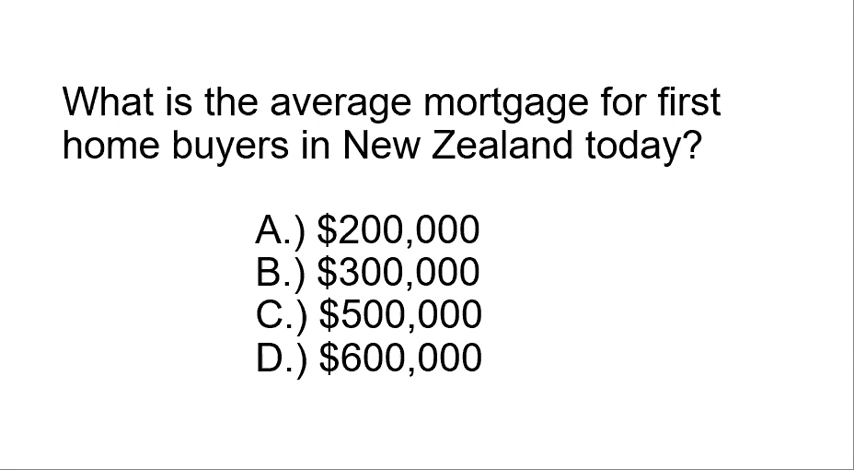 What is the average mortgage for first
home buyers in New Zealand today?
A.) $200,000
B.) $300,000
C.) $500,000
D.) $600,000